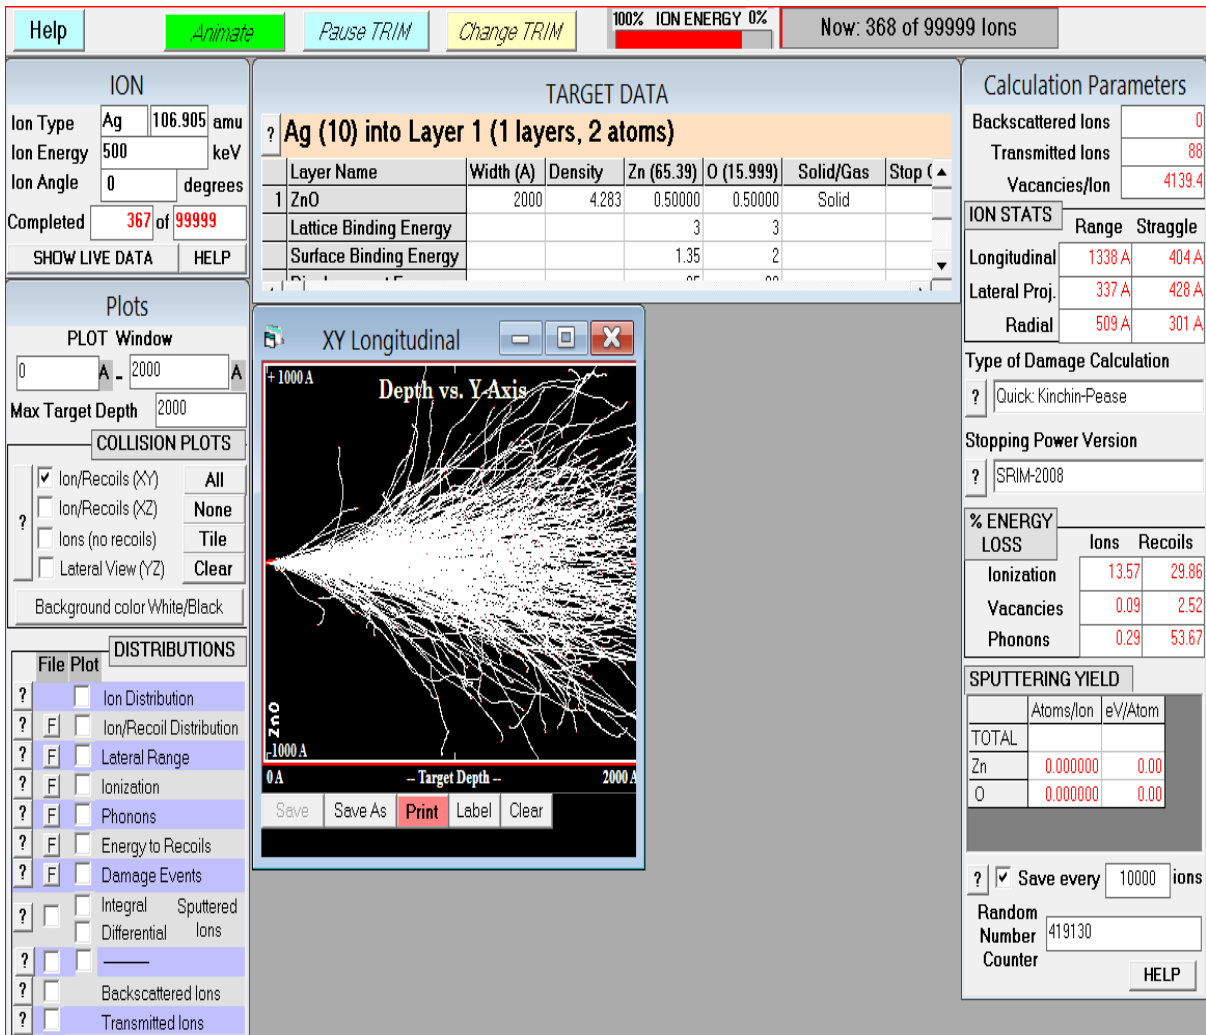 Help Animate Pause TRIM Change TRIM 100% ION ENERGY 0% Now: 368 of 99999 Ions
ION
Ion Type Ag 106.905 amu
Ion Energy 500 keV
Ion Angle 0 degrees
Completed 367 of 99999
SHOW LIVE DATA HELP
TARGET DATA
? Ag (10) into Layer 1 (1 layers, 2 atoms)
Layer Name Width (A) Density Zn (65.39) O (15.999) Solid/Gas Stop (
1 ZnO 2000 4.283 0.50000 0.50000 Solid
Lattice Binding Energy 3 3
Surface Binding Energy 1.35 2
Plots
PLOT Window
0 A - 2000 A
Max Target Depth 2000
COLLISION PLOTS
Ion/Recoils (XY) All
Ion/Recoils (XZ) None
?
Ions (no recoils) Tile
Lateral View (YZ) Clear
Background color White/Black
DISTRIBUTIONS
File Plot
? Ion Distribution
? F Ion/Recoil Distribution
? F Lateral Range
? F Ionization
? F Phonons
? F Energy to Recoils
? F Damage Events
? Integral Sputtered
Differential Ions
?
? Backscattered Ions
? Transmitted Ions
XY Longitudinal
+ 1000 A
Depth vs. Y-Axis
ZnO
-1000 A
0 A -- Target Depth -- 2000 A
Save Save As Print Label Clear
Calculation Parameters
Backscattered Ions 0
Transmitted Ions 88
Vacancies/Ion 4139.4
ION STATS Range Straggle
Longitudinal 1338 A 404 A
Lateral Proj. 337 A 428 A
Radial 509 A 301 A
Type of Damage Calculation
? Quick: Kinchin-Pease
Stopping Power Version
? SRIM-2008
% ENERGY
LOSS Ions Recoils
Ionization 13.57 29.86
Vacancies 0.09 2.52
Phonons 0.29 53.67
SPUTTERING YIELD
Atoms/Ion eV/Atom
TOTAL
Zn 0.000000 0.00
O 0.000000 0.00
? Save every 10000 ions
Random
Number 419130
Counter
HELP